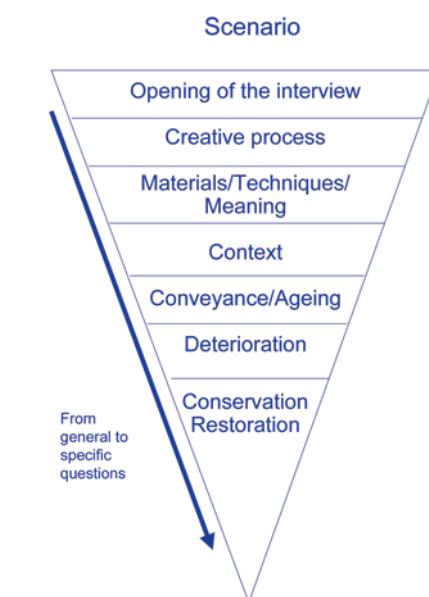 Scenario
Opening of the interview
Creative process
Materials/Techniques/
Meaning
Context
Conveyance/Ageing
Deterioration
Conservation
Restoration
From
general to
specific
questions